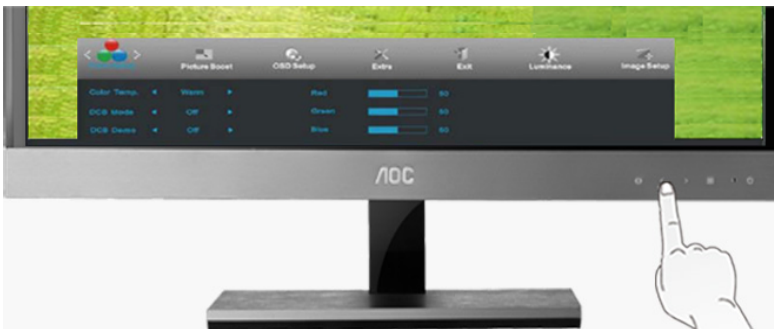 Picture Boost OSD Setup Extra Exit Luminance Image Setup
Color Temp. Warm Red 50
DCB Mode Off Green 50
DCB Demo Off Blue 50
AOC